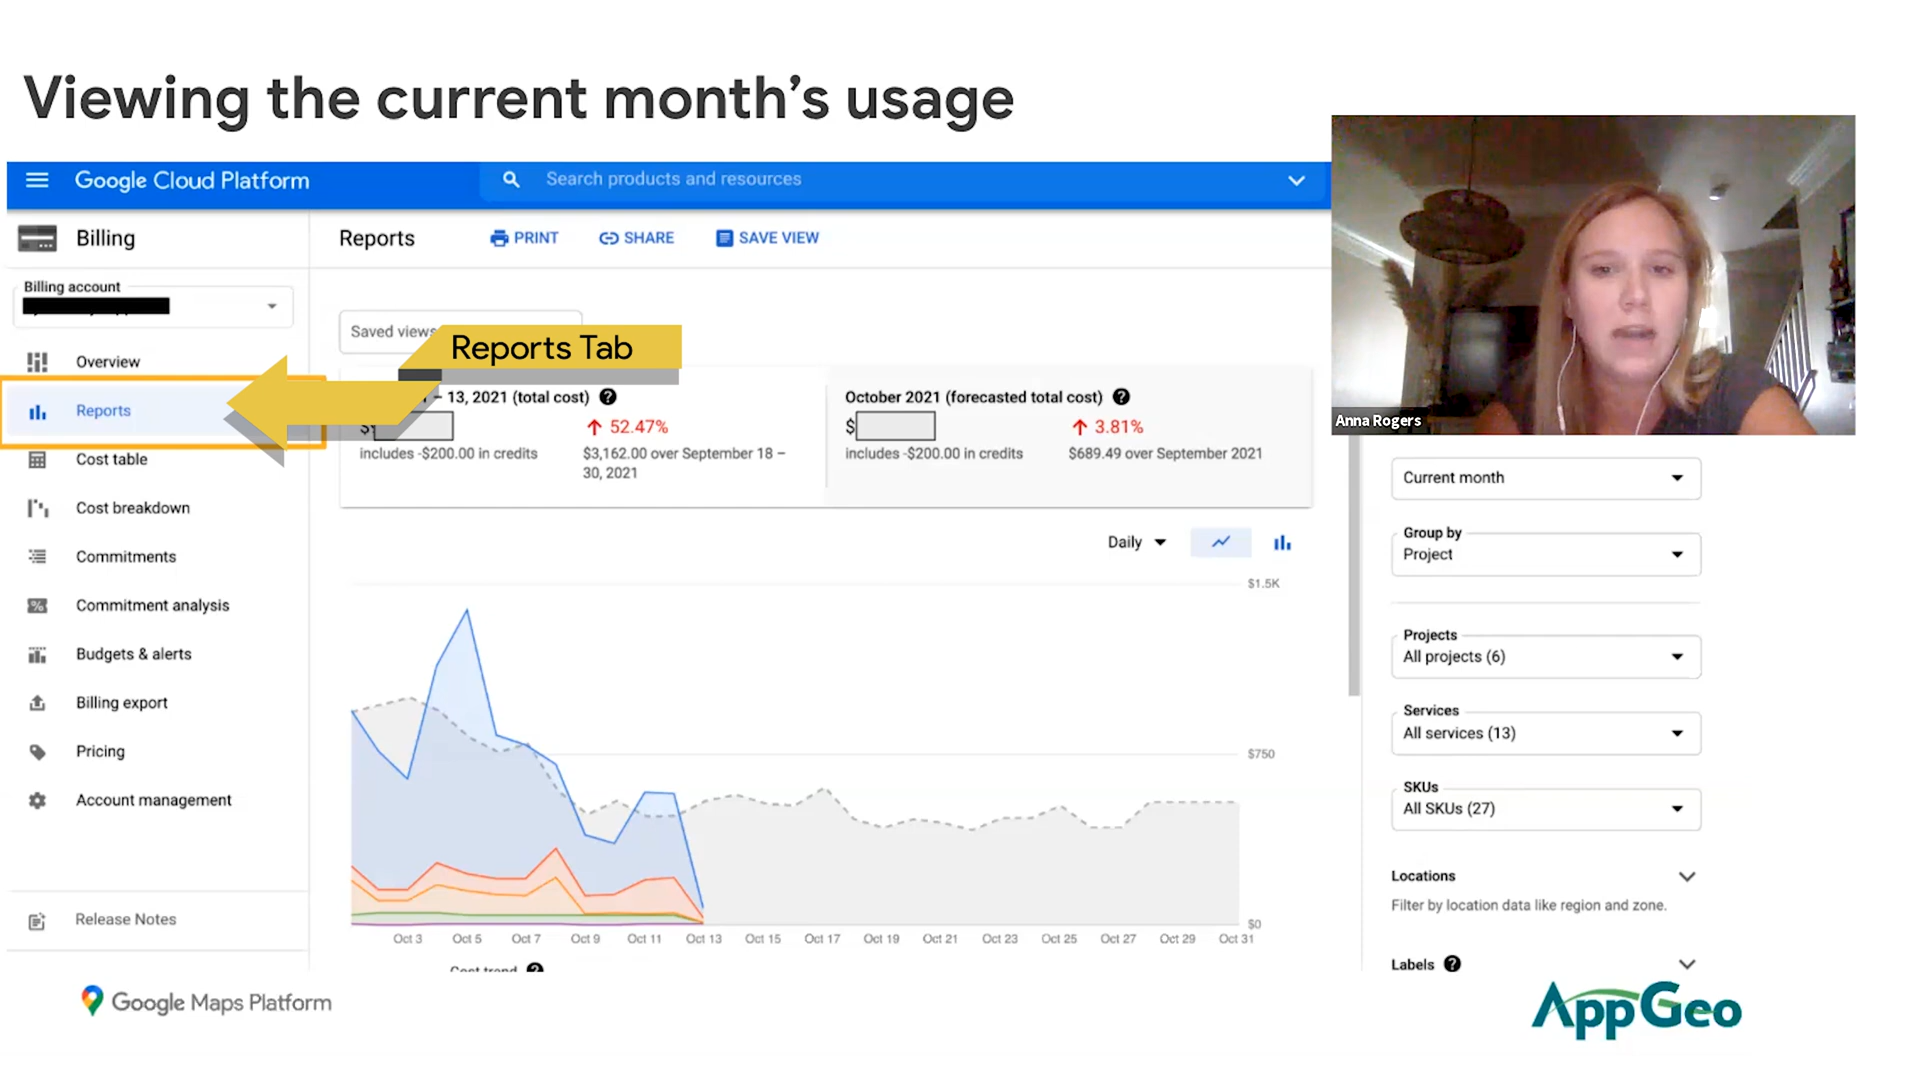 Viewing the current month's usage
Google Cloud Platform
Search products and resources
Billing
Reports
PRINT
SHARE
SAVE VIEW
Billing account
Saved views
Reports Tab
Overview
Reports
Cost table
Cost breakdown
Commitments
Commitment analysis
Budgets & alerts
Billing export
Pricing
Account management
Release Notes
– 13, 2021 (total cost) ?
$
52.47%
includes -$200.00 in credits
$3,162.00 over September 18 –
30, 2021
October 2021 (forecasted total cost) ?
$
3.81%
includes -$200.00 in credits
$689.49 over September 2021
Daily
$1.5K
$750
$0
Oct 3 Oct 5 Oct 7 Oct 9 Oct 11 Oct 13 Oct 15 Oct 17 Oct 19 Oct 21 Oct 23 Oct 25 Oct 27 Oct 29 Oct 31
Cost trend ?
Anna Rogers
Current month
Group by
Project
Projects
All projects (6)
Services
All services (13)
SKUs
All SKUs (27)
Locations
Filter by location data like region and zone.
Labels ?
Google Maps Platform
AppGeo